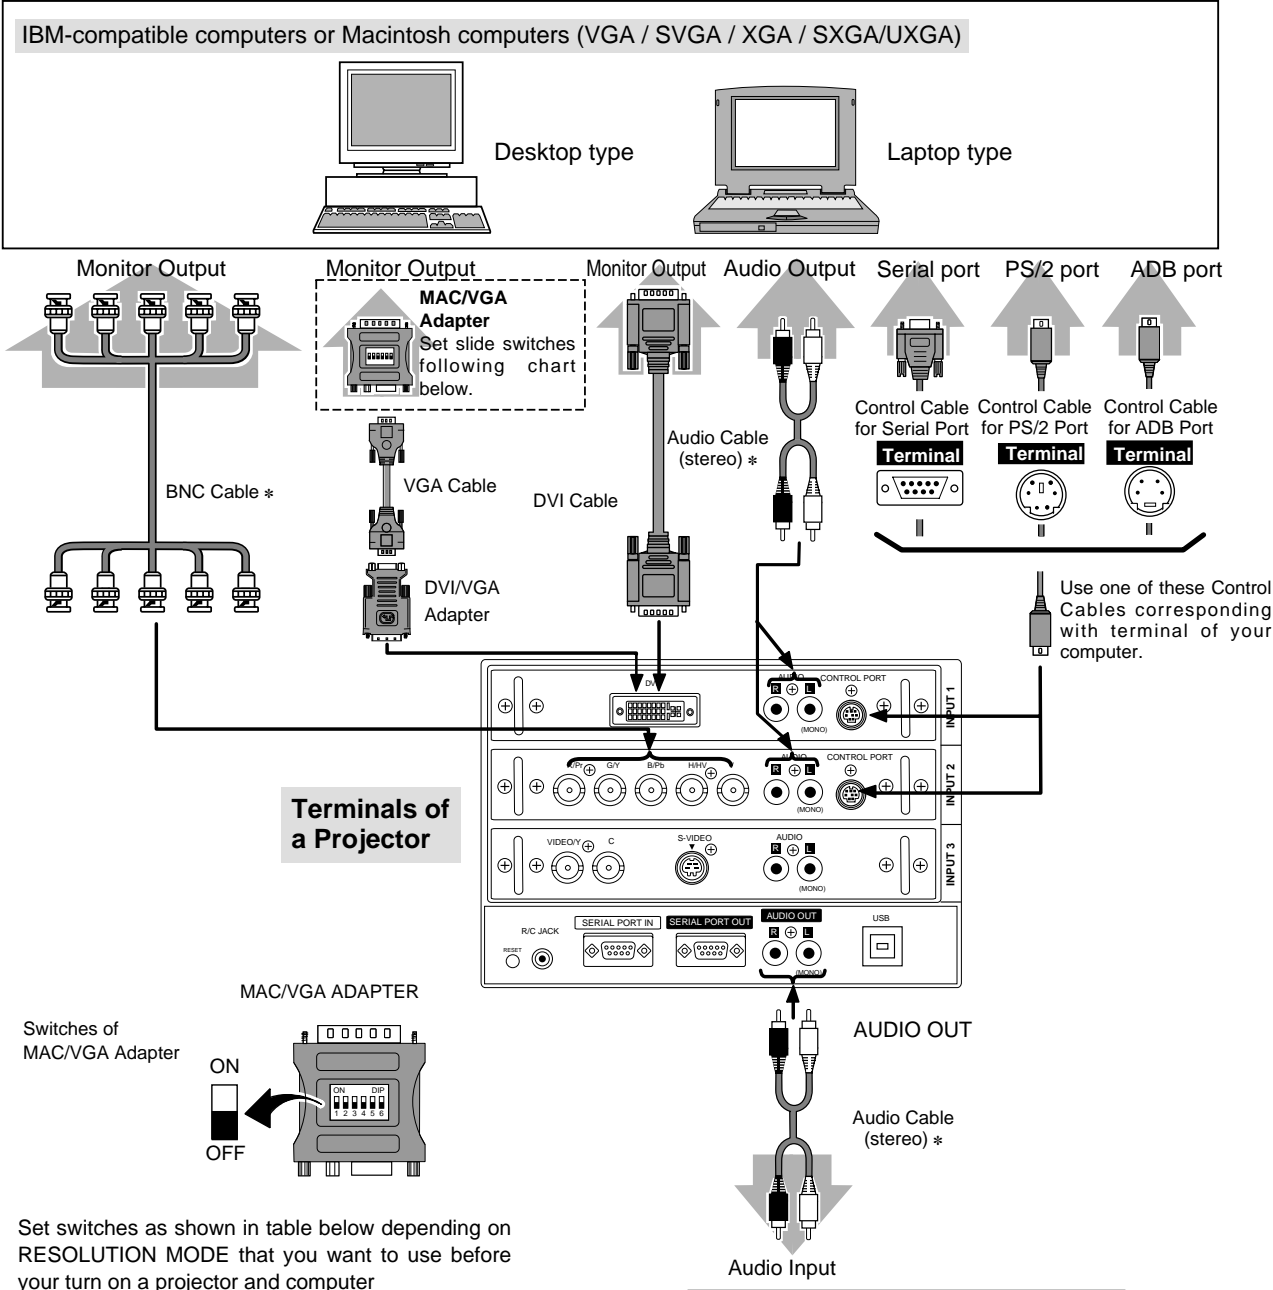 IBM-compatible computers or Macintosh computers (VGA / SVGA / XGA / SXGA/UXGA)
Desktop type
Laptop type
Monitor Output
Monitor Output
Monitor Output
Audio Output
Serial port
PS/2 port
ADB port
MAC/VGA
Adapter
Set slide switches
following chart
below.
Control Cable
for Serial Port
Terminal
Control Cable
for PS/2 Port
Terminal
Control Cable
for ADB Port
Terminal
Audio Cable
(stereo) ∗
BNC Cable ∗
VGA Cable
DVI Cable
DVI/VGA
Adapter
Use one of these Control
Cables corresponding
with terminal of your
computer.
AUDIO
R
L
(MONO)
CONTROL PORT
INPUT 1
G/Y
B/Pb
H/HV
AUDIO
R
L
(MONO)
CONTROL PORT
INPUT 2
Terminals of
a Projector
VIDEO/Y
C
S-VIDEO
AUDIO
R
L
(MONO)
INPUT 3
R/C JACK
RESET
SERIAL PORT IN
SERIAL PORT OUT
AUDIO OUT
R
L
(MONO)
USB
MAC/VGA ADAPTER
Switches of
MAC/VGA Adapter
ON
OFF
ON
DIP
1 2 3 4 5 6
AUDIO OUT
Audio Cable
(stereo) ∗
Audio Input
Set switches as shown in table below depending on
RESOLUTION MODE that you want to use before
your turn on a projector and computer